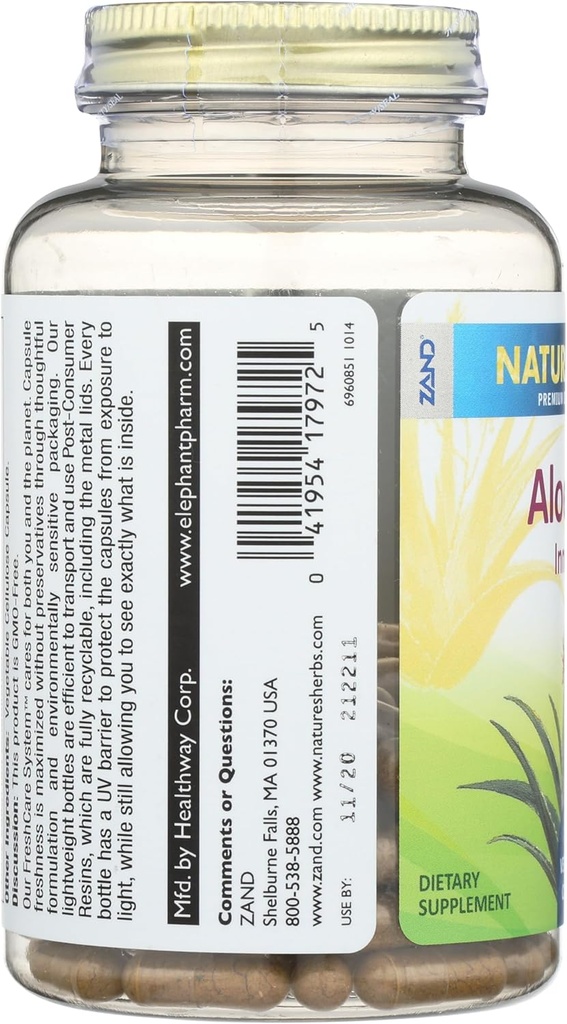 Other Ingredients: Vegetable Cellulose Capsule.
Discussion: This product is GMO-Free.
Our FreshCare System™ cares for both you and the planet. Capsule
freshness is maximized without preservatives through thoughtful
formulation and environmentally sensitive packaging. Our
lightweight bottles are efficient to transport and use Post-Consumer
Resins, which are fully recyclable, including the metal lids. Every
bottle has a UV barrier to protect the capsules from exposure to
light, while still allowing you to see exactly what is inside.
Mfd. by Healthway Corp. www.elephantpharm.com
Comments or Questions:
ZAND
Shelburne Falls, MA 01370 USA
800-538-5888
www.zand.com www.naturesherbs.com
USE BY: 11/20 212211
0 41954 17972 5
6960851 1014
ZAND®
NATUR
PREMIUM
Alo
Inn
DIETARY
SUPPLEMENT